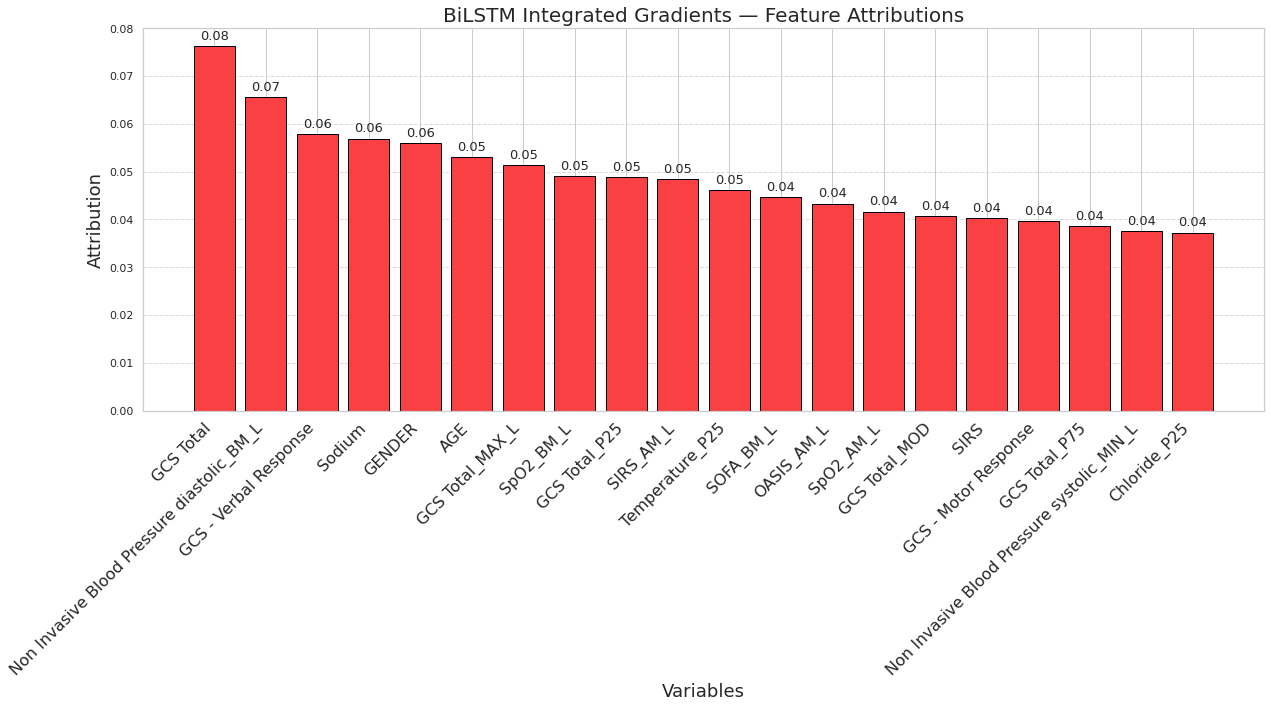 BiLSTM Integrated Gradients — Feature Attributions
Attribution
0.08
0.07
0.06
0.05
0.04
0.03
0.02
0.01
0.00
0.08
0.07
0.06
0.06
0.06
0.05
0.05
0.05
0.05
0.05
0.05
0.04
0.04
0.04
0.04
0.04
0.04
0.04
0.04
0.04
GCS Total
Non Invasive Blood Pressure diastolic_BM_L
GCS - Verbal Response
Sodium
GENDER
AGE
GCS Total_MAX_L
SpO2_BM_L
GCS Total_P25
SIRS_AM_L
Temperature_P25
SOFA_BM_L
OASIS_AM_L
SpO2_AM_L
GCS Total_MOD
SIRS
GCS - Motor Response
GCS Total_P75
Non Invasive Blood Pressure systolic_MIN_L
Chloride_P25
Variables